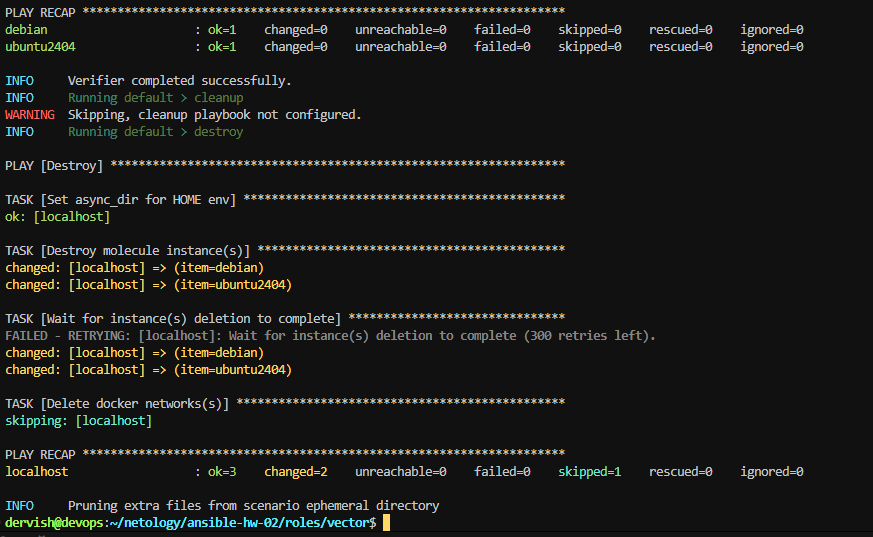 PLAY RECAP *********************************************************************
debian                     : ok=1    changed=0    unreachable=0    failed=0    skipped=0    rescued=0    ignored=0
ubuntu2404                 : ok=1    changed=0    unreachable=0    failed=0    skipped=0    rescued=0    ignored=0
INFO     Verifier completed successfully.
INFO     Running default > cleanup
WARNING  Skipping, cleanup playbook not configured.
INFO     Running default > destroy
PLAY [Destroy] *****************************************************************
TASK [Set async_dir for HOME env] **********************************************
ok: [localhost]
TASK [Destroy molecule instance(s)] ********************************************
changed: [localhost] => (item=debian)
changed: [localhost] => (item=ubuntu2404)
TASK [Wait for instance(s) deletion to complete] *******************************
FAILED - RETRYING: [localhost]: Wait for instance(s) deletion to complete (300 retries left).
changed: [localhost] => (item=debian)
changed: [localhost] => (item=ubuntu2404)
TASK [Delete docker networks(s)] ***********************************************
skipping: [localhost]
PLAY RECAP *********************************************************************
localhost                  : ok=3    changed=2    unreachable=0    failed=0    skipped=1    rescued=0    ignored=0
INFO     Pruning extra files from scenario ephemeral directory
dervish@devops:~/netology/ansible-hw-02/roles/vector$